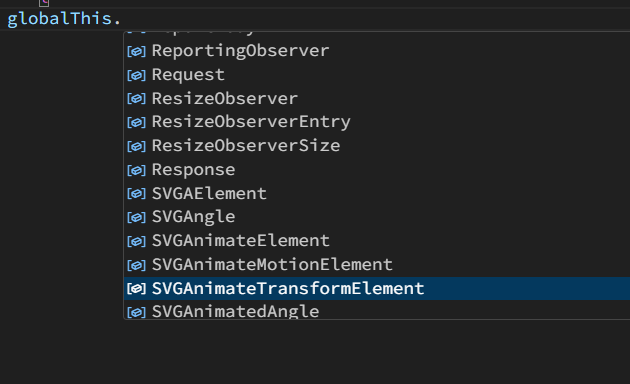 globalThis.
ReportingObserver
Request
ResizeObserver
ResizeObserverEntry
ResizeObserverSize
Response
SVGAElement
SVGAngle
SVGAnimateElement
SVGAnimateMotionElement
SVGAnimateTransformElement
SVGAnimatedAngle